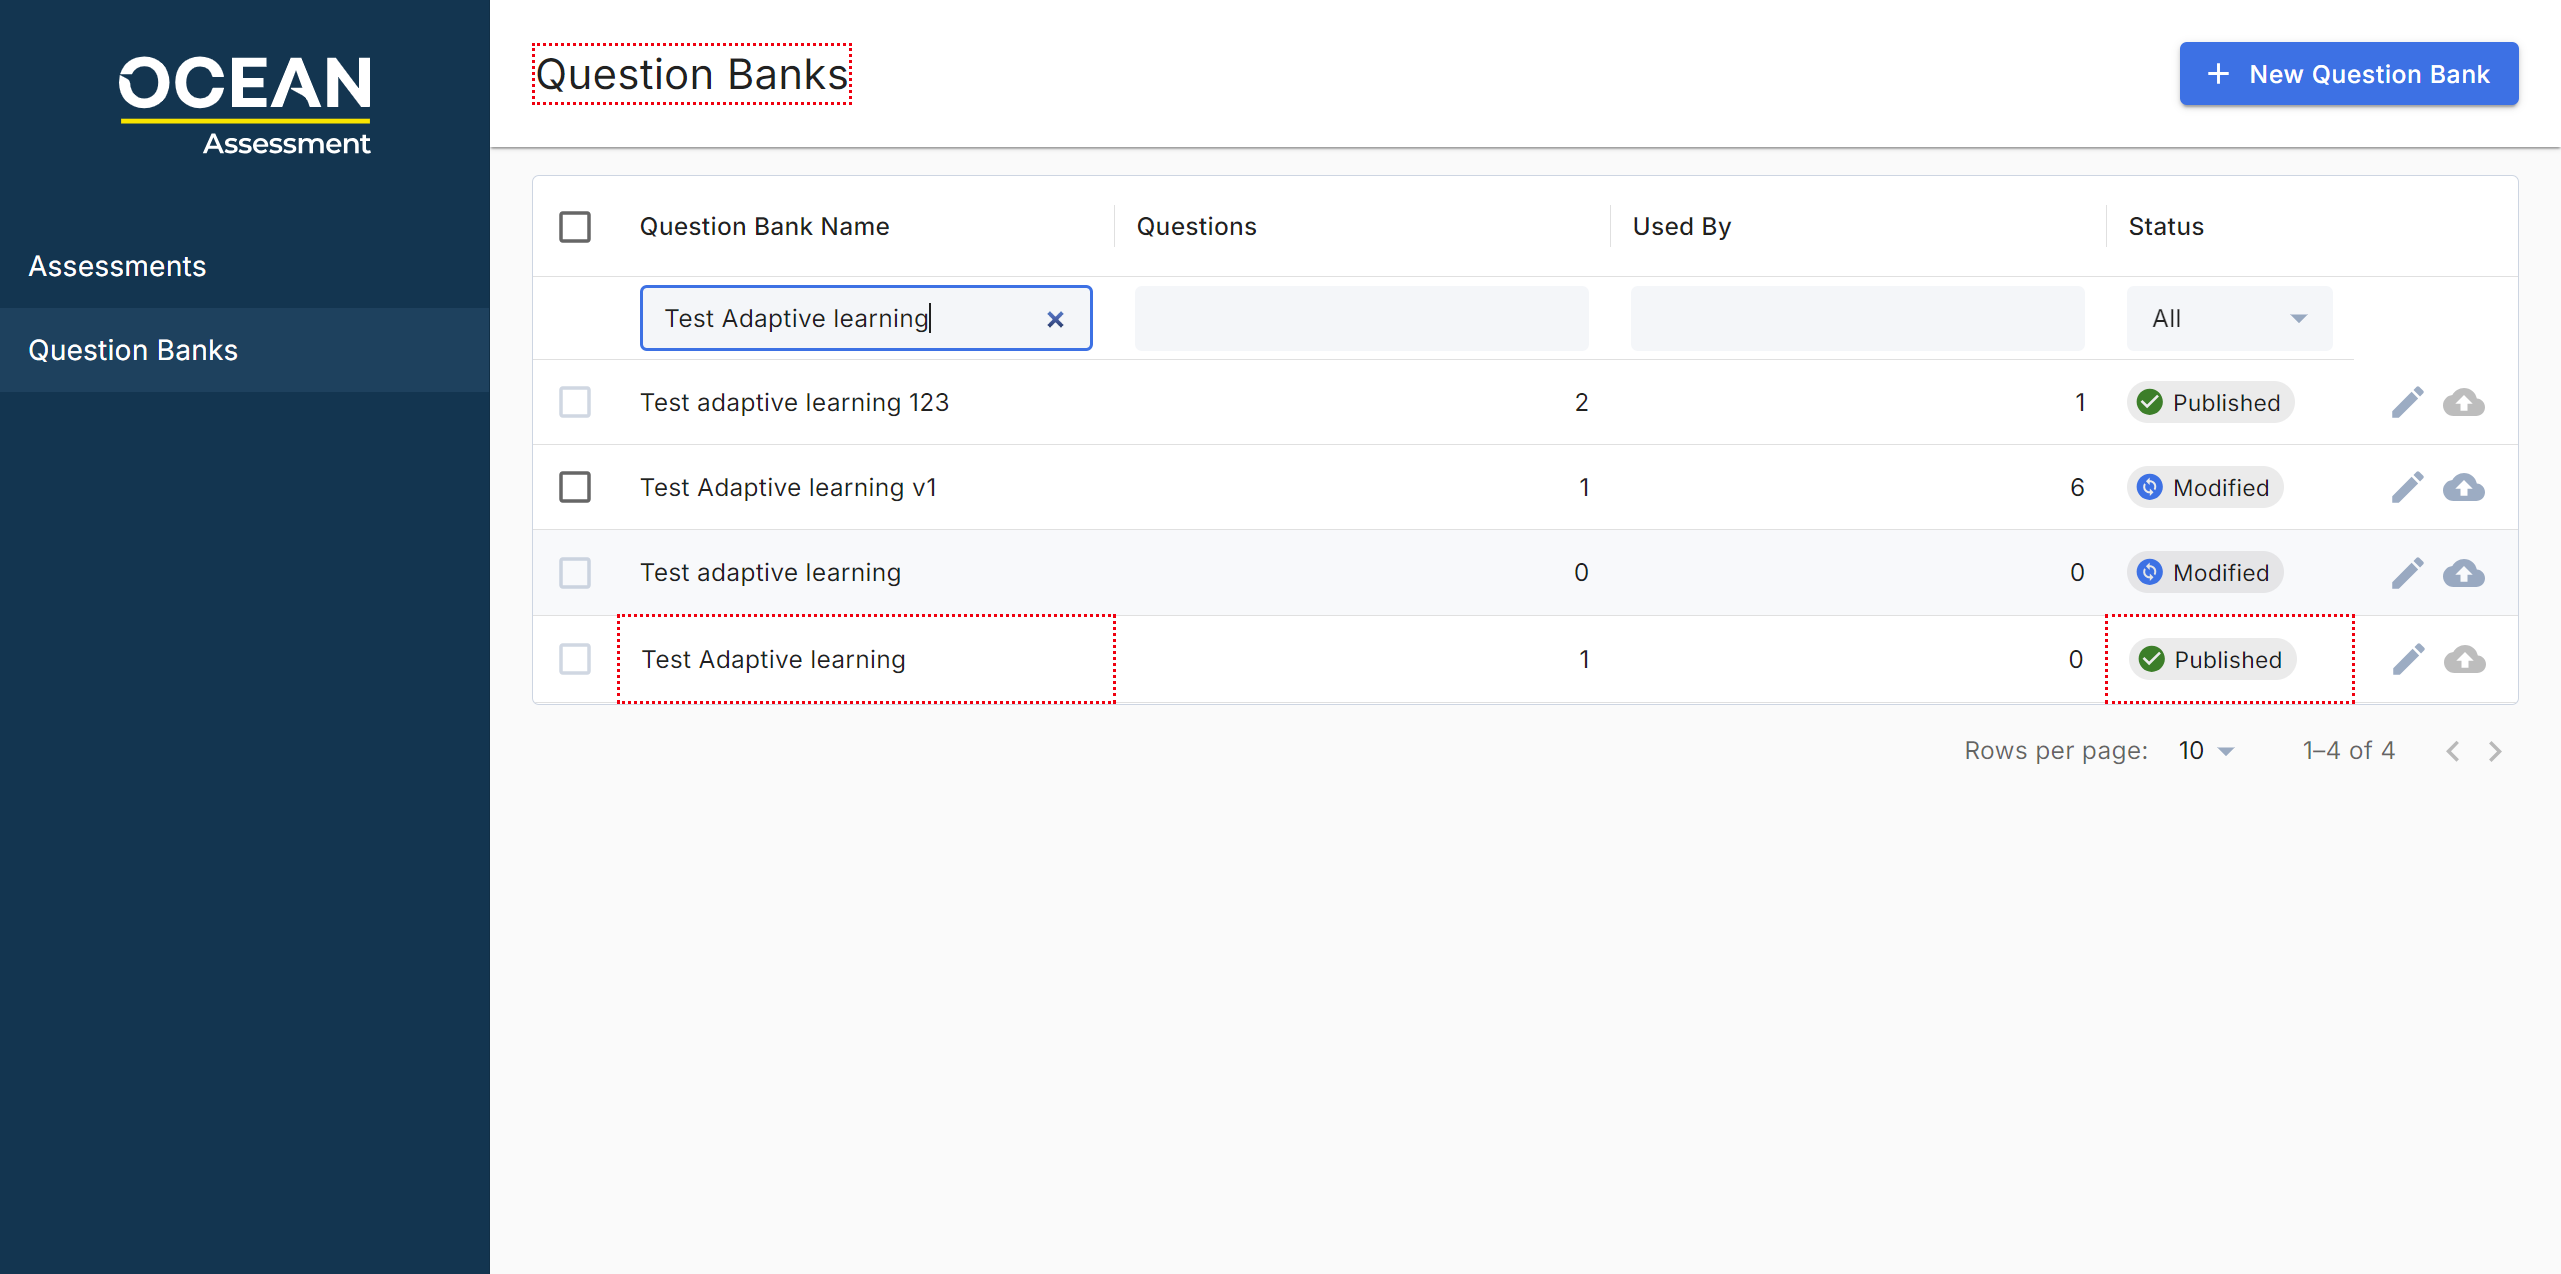 OCEAN
Assessment
Assessments
Question Banks
Question Banks
New Question Bank
Question Bank Name Questions Used By Status
Test Adaptive learning All
Test adaptive learning 123 2 1 Published
Test Adaptive learning v1 1 6 Modified
Test adaptive learning 0 0 Modified
Test Adaptive learning 1 0 Published
Rows per page: 10 1–4 of 4